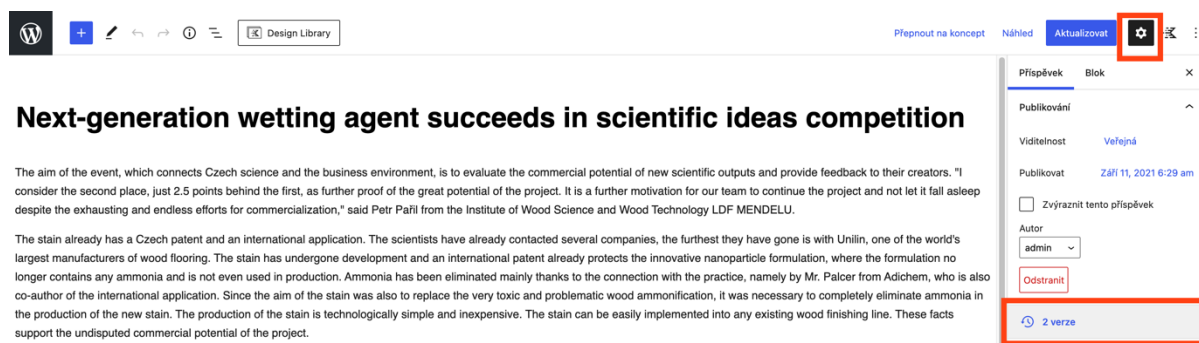 Design Library
Přepnout na koncept
Náhled
Aktualizovat
Příspěvek
Blok
Publikování
Viditelnost
Veřejná
Publikovat
Září 11, 2021 6:29 am
Zvýraznit tento příspěvek
Autor
admin
Odstranit
2 verze
Next-generation wetting agent succeeds in scientific ideas competition
The aim of the event, which connects Czech science and the business environment, is to evaluate the commercial potential of new scientific outputs and provide feedback to their creators. "I
consider the second place, just 2.5 points behind the first, as further proof of the great potential of the project. It is a further motivation for our team to continue the project and not let it fall asleep
despite the exhausting and endless efforts for commercialization," said Petr Pařil from the Institute of Wood Science and Wood Technology LDF MENDELU.
The stain already has a Czech patent and an international application. The scientists have already contacted several companies, the furthest they have gone is with Unilin, one of the world's
largest manufacturers of wood flooring. The stain has undergone development and an international patent already protects the innovative nanoparticle formulation, where the formulation no
longer contains any ammonia and is not even used in production. Ammonia has been eliminated mainly thanks to the connection with the practice, namely by Mr. Palcer from Adichem, who is also
co-author of the international application. Since the aim of the stain was also to replace the very toxic and problematic wood ammonification, it was necessary to completely eliminate ammonia in
the production of the new stain. The production of the stain is technologically simple and inexpensive. The stain can be easily implemented into any existing wood finishing line. These facts
support the undisputed commercial potential of the project.